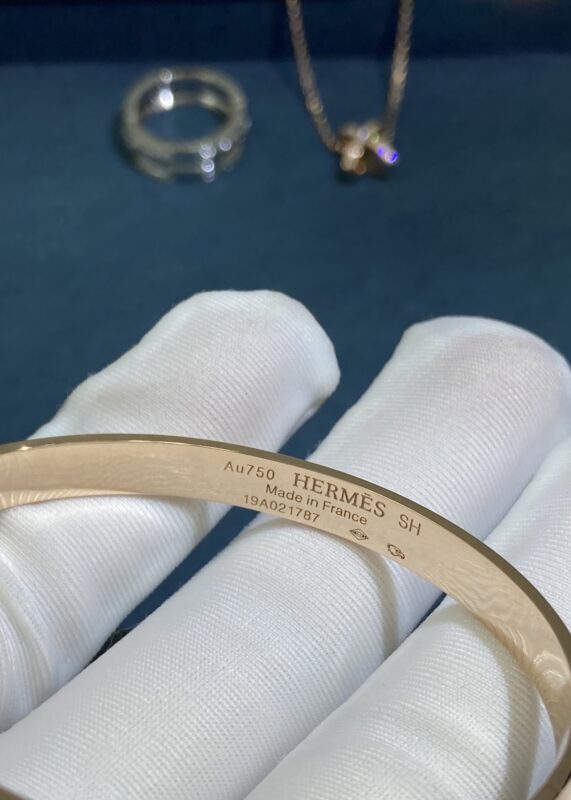 Au750 HERMÈS SH
Made in France
19A021787